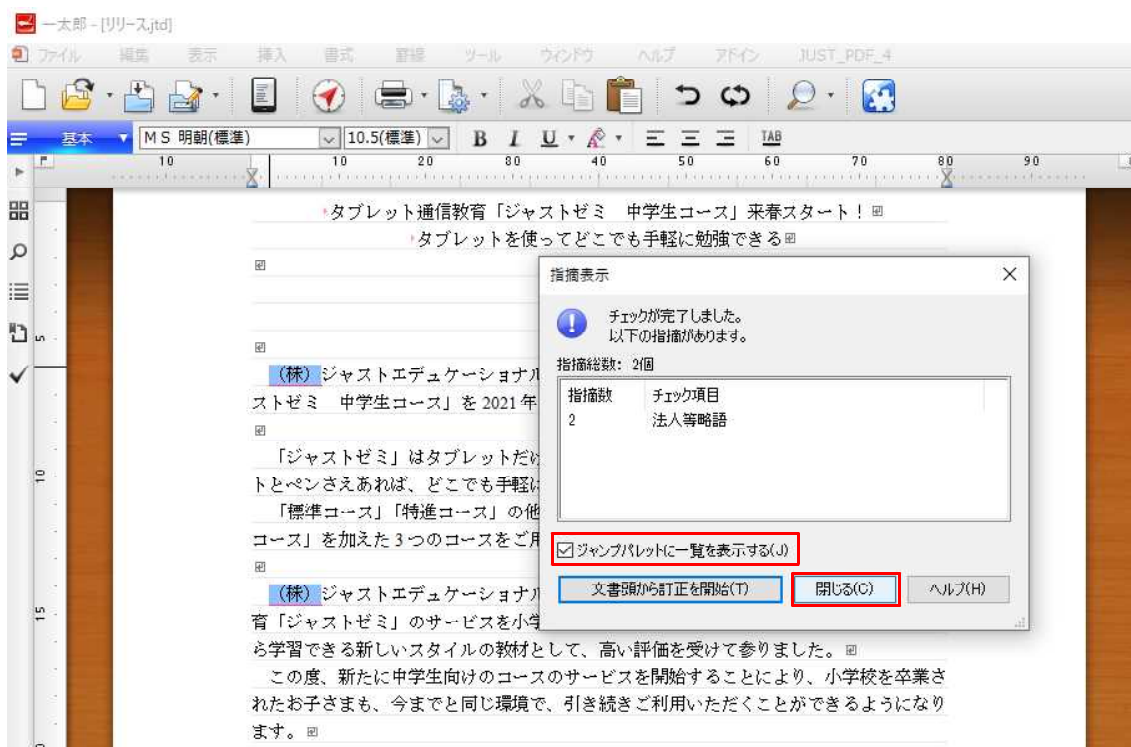 一太郎 - [リリース.jtd]
ファイル 編集 表示 挿入 書式 罫線 ツール ウィンドウ ヘルプ アドイン JUST_PDF_4
基本 ＭＳ 明朝(標準) 10.5(標準) B I U TAB
10 10 20 30 40 50 60 70 80 90
タブレット通信教育「ジャストゼミ　中学生コース」来春スタート！
タブレットを使ってどこでも手軽に勉強できる
（株）ジャストエデュケーショナル
ストゼミ　中学生コース」を 2021 年
「ジャストゼミ」はタブレットだけ
トとペンさえあれば、どこでも手軽に
「標準コース」「特進コース」の他
コース」を加えた 3 つのコースをご用
（株）ジャストエデュケーショナル
育「ジャストゼミ」のサービスを小学
ら学習できる新しいスタイルの教材として、高い評価を受けて参りました。
この度、新たに中学生向けのコースのサービスを開始することにより、小学校を卒業さ
れたお子さまも、今までと同じ環境で、引き続きご利用いただくことができるようになり
ます。
5
10
15
指摘表示
チェックが完了しました。
以下の指摘があります。
指摘総数: 2個
指摘数 チェック項目
2 法人等略語
ジャンプパレットに一覧を表示する(J)
文書頭から訂正を開始(T) 閉じる(C) ヘルプ(H)